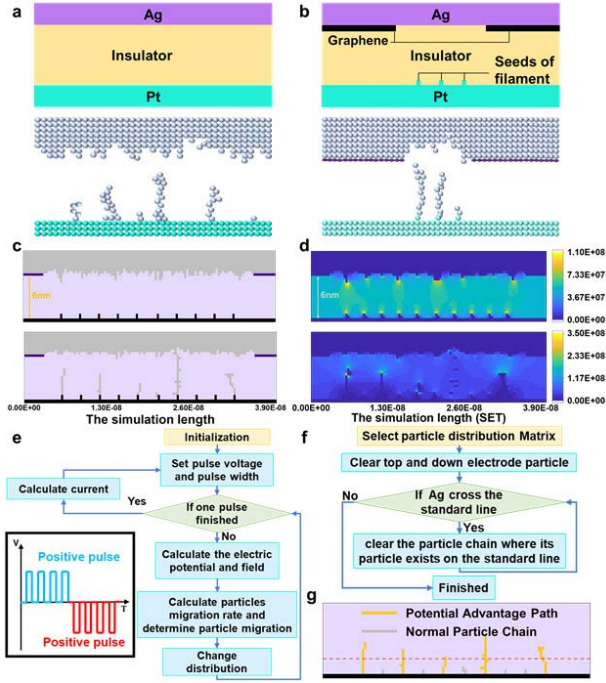 a
Ag
Insulator
Pt
b
Ag
Graphene
Insulator
Seeds of
filament
Pt
c
6nm
0.00E+00
1.30E-08
2.60E-08
3.90E-08
The simulation length
d
6nm
1.10E+08
7.33E+07
3.67E+07
0.00E+00
3.50E+08
2.33E+08
1.17E+08
0.00E+00
0.00E+00
1.30E-08
2.60E-08
3.90E-08
The simulation length (SET)
e
Initialization
Set pulse voltage
and pulse width
Calculate current
Yes
If one pulse
finished
No
Calculate the electric
potential and field
Calculate particles
migration rate and
determine particle migration
Change
distribution
V
Positive pulse
T
Positive pulse
f
Select particle distribution Matrix
Clear top and down electrode particle
No
If Ag cross the
standard line
Yes
clear the particle chain where its
particle exists on the standard line
Finished
g
Potential Advantage Path
Normal Particle Chain